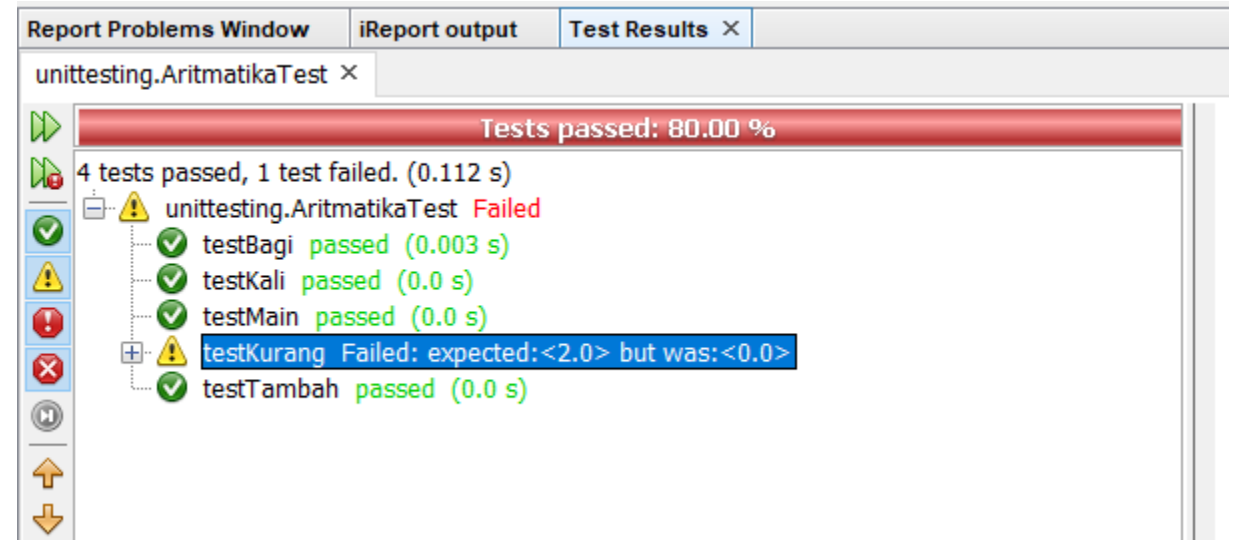 Report Problems Window iReport output Test Results ×
unittesting.AritmatikaTest ×
Tests passed: 80.00 %
4 tests passed, 1 test failed. (0.112 s)
unittesting.AritmatikaTest Failed
testBagi passed (0.003 s)
testKali passed (0.0 s)
testMain passed (0.0 s)
testKurang Failed: expected:<2.0> but was:<0.0>
testTambah passed (0.0 s)